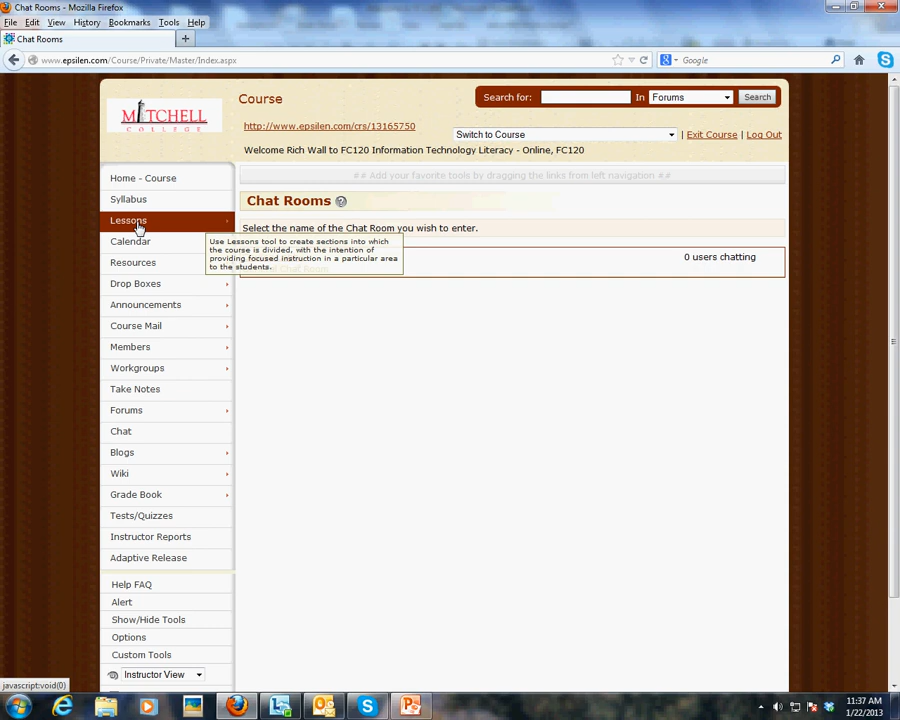 Chat Rooms - Mozilla Firefox
File Edit View History Bookmarks Tools Help
Chat Rooms
www.epsilen.com/Course/Private/Master/Index.aspx
Google
MITCHELL
COLLEGE
Course
Search for: In Forums Search
http://www.epsilen.com/crs/13165750
Switch to Course | Exit Course | Log Out
Welcome Rich Wall to FC120 Information Technology Literacy - Online, FC120
## Add your favorite tools by dragging the links from left navigation ##
Home - Course
Syllabus
Lessons
Calendar
Resources
Drop Boxes
Announcements
Course Mail
Members
Workgroups
Take Notes
Forums
Chat
Blogs
Wiki
Grade Book
Tests/Quizzes
Instructor Reports
Adaptive Release
Help FAQ
Alert
Show/Hide Tools
Options
Custom Tools
Instructor View
Chat Rooms
Select the name of the Chat Room you wish to enter.
Use Lessons tool to create sections into which
the course is divided, with the intention of
providing focused instruction in a particular area
to the students.
Chat Room
0 users chatting
javascript:void(0)
11:37 AM
1/22/2013